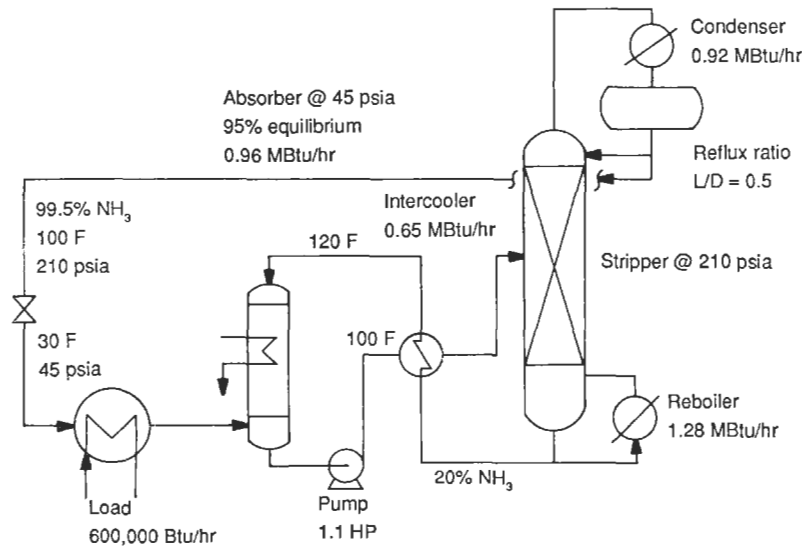 Condenser
0.92 MBtu/hr
Absorber @ 45 psia
95% equilibrium
0.96 MBtu/hr
Reflux ratio
L/D = 0.5
99.5% NH₃
100 F
210 psia
Intercooler
0.65 MBtu/hr
120 F
Stripper @ 210 psia
30 F
45 psia
100 F
Reboiler
1.28 MBtu/hr
20% NH₃
Load
600,000 Btu/hr
Pump
1.1 HP